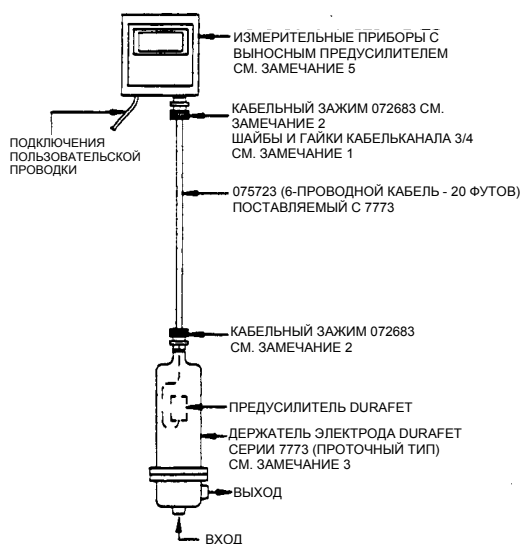 ИЗМЕРИТЕЛЬНЫЕ ПРИБОРЫ С
ВЫНОСНЫМ ПРЕДУСИЛИТЕЛЕМ
СМ. ЗАМЕЧАНИЕ 5
КАБЕЛЬНЫЙ ЗАЖИМ 072683 СМ.
ЗАМЕЧАНИЕ 2
ШАЙБЫ И ГАЙКИ КАБЕЛЬКАНАЛА 3/4
СМ. ЗАМЕЧАНИЕ 1
ПОДКЛЮЧЕНИЯ
ПОЛЬЗОВАТЕЛЬСКОЙ
ПРОВОДКИ
075723 (6-ПРОВОДНОЙ КАБЕЛЬ - 20 ФУТОВ)
ПОСТАВЛЯЕМЫЙ С 7773
КАБЕЛЬНЫЙ ЗАЖИМ 072683
СМ. ЗАМЕЧАНИЕ 2
ПРЕДУСИЛИТЕЛЬ DURAFET
ДЕРЖАТЕЛЬ ЭЛЕКТРОДА DURAFET
СЕРИИ 7773 (ПРОТОЧНЫЙ ТИП)
СМ. ЗАМЕЧАНИЕ 3
ВЫХОД
ВХОД